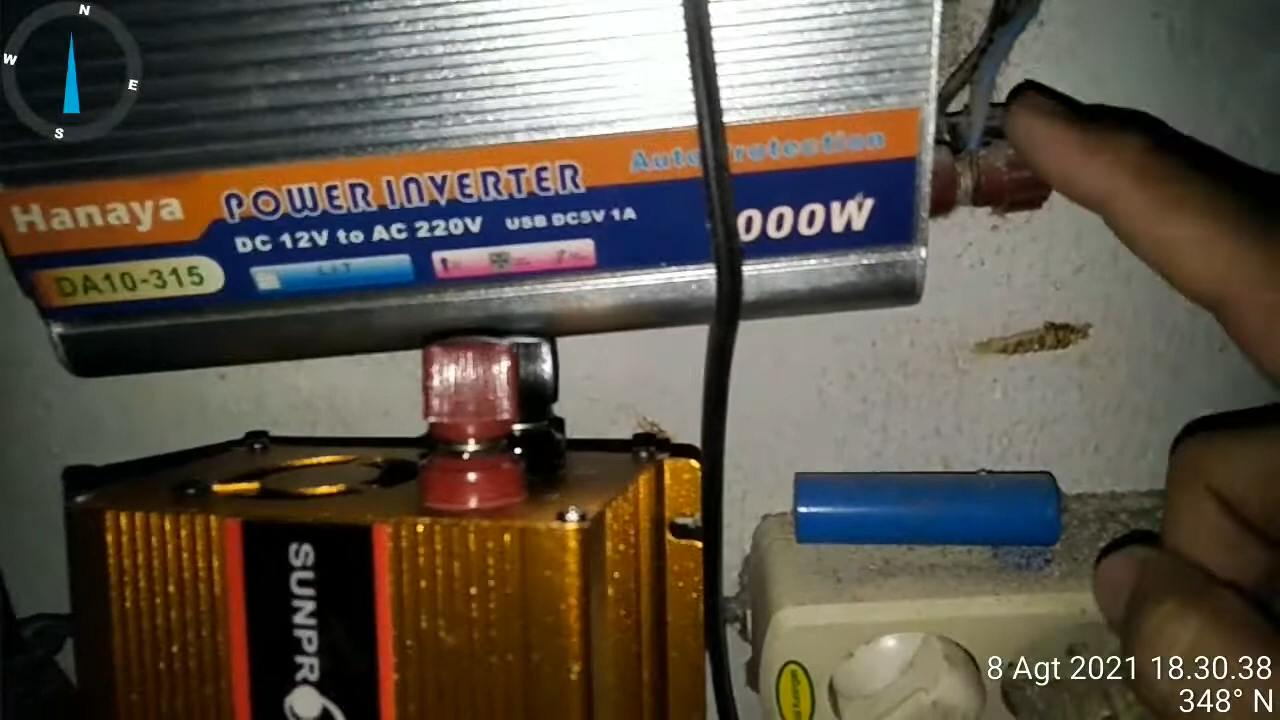 N
W
E
S
Hanaya
POWER INVERTER
Auto Protection
DC 12V to AC 220V
USB DC5V 1A
000W
DA10-315
SUNPR
8 Agt 2021 18.30.38
348° N